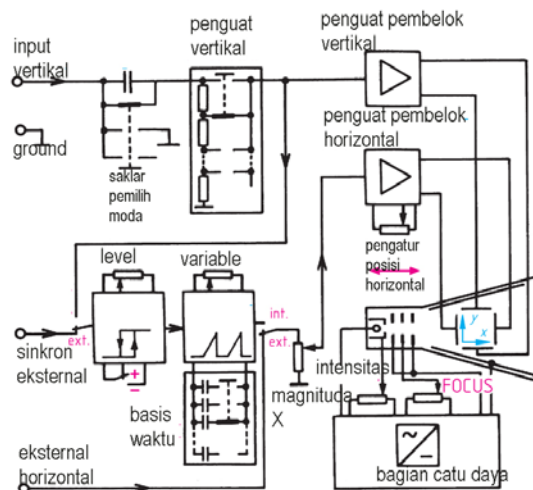 input
vertikal
ground
saklar
pemilih
moda
penguat
vertikal
penguat pembelok
vertikal
penguat pembelok
horizontal
pengatur
posisi
horizontal
level
variable
int.
ext.
ext.
sinkron
eksternal
+
–
basis
waktu
magnituda
X
intensitas
FOCUS
y
x
eksternal
horizontal
~
–
bagian catu daya